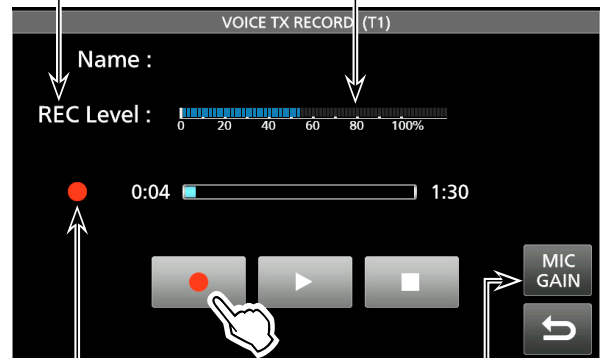 VOICE TX RECORD (T1)
Name :
REC Level :
0 20 40 60 80 100%
0:04 1:30
MIC
GAIN